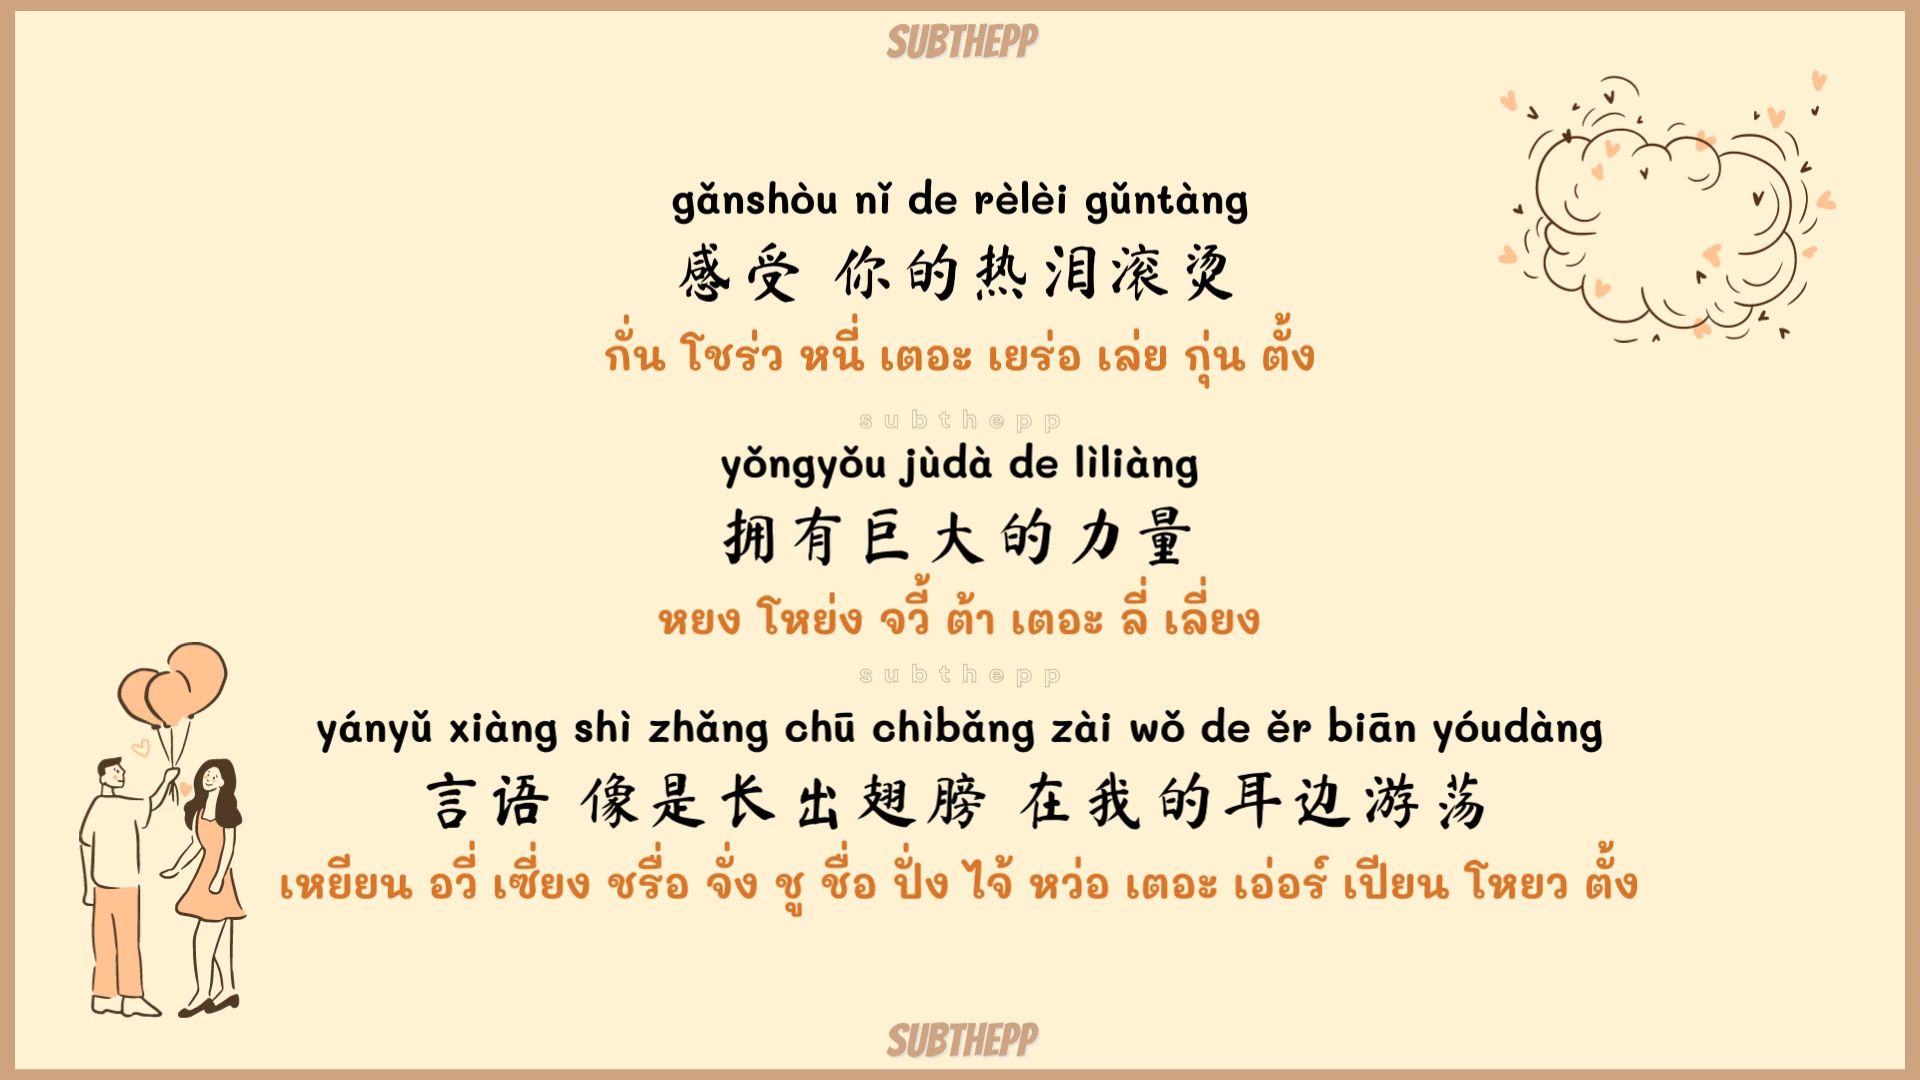 SUBTHEPP
gǎnshòu nǐ de rèlèi gǔntàng
感受 你的热泪滚烫
กั่น โชร่ว หนี่ เตอะ เยร่อ เล่ย กุ่น ตั้ง
subthepp
yǒngyǒu jùdà de lìliàng
拥有巨大的力量
หยง โหย่ง จวี้ ต้า เตอะ ลี่ เลี่ยง
subthepp
yányǔ xiàng shì zhǎng chū chìbǎng zài wǒ de ěr biān yóudàng
言语 像是长出翅膀 在我的耳边游荡
เหยียน อวี่ เซี่ยง ชรื่อ จั่ง ชู ชื่อ ปั่ง ไจ้ หว่อ เตอะ เอ่อร์ เปียน โหยว ตั้ง
SUBTHEPP